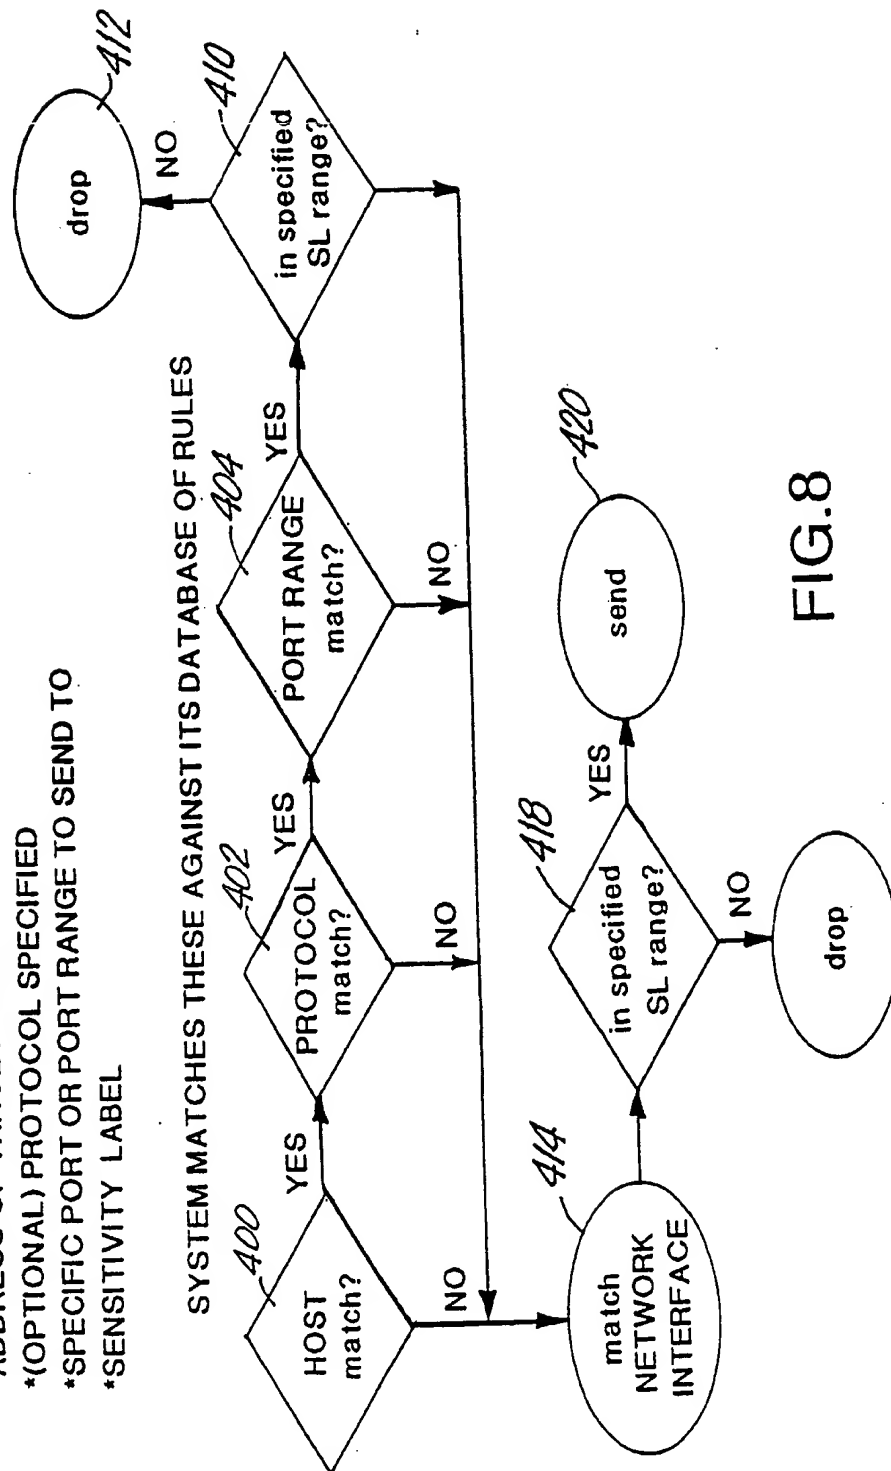 *(OPTIONAL) PROTOCOL SPECIFIED
*SPECIFIC PORT OR PORT RANGE TO SEND TO
*SENSITIVITY LABEL
SYSTEM MATCHES THESE AGAINST ITS DATABASE OF RULES
400
HOST
match?
YES
NO
402
PROTOCOL
match?
YES
NO
404
PORT RANGE
match?
YES
NO
410
in specified
SL range?
NO
412
drop
414
match
NETWORK
INTERFACE
418
in specified
SL range?
YES
NO
420
send
drop
FIG.8